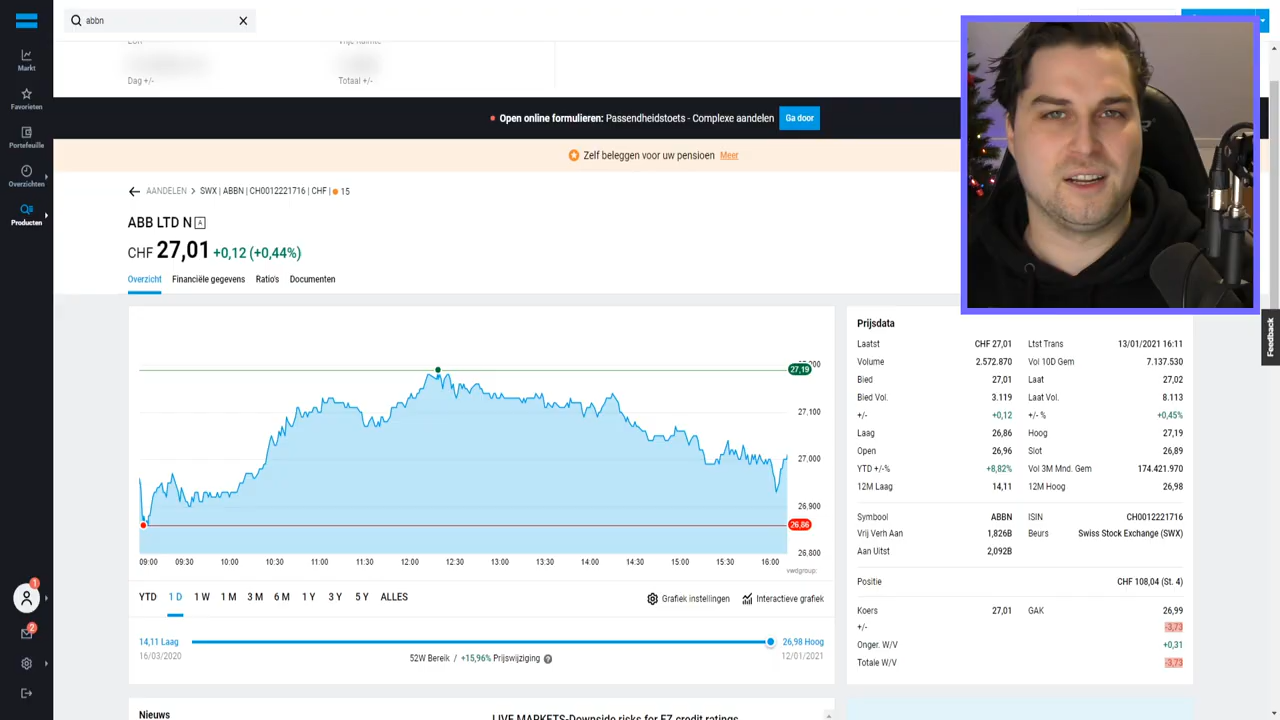 abbn
Markt
Favorieten
Portefeuille
Overzichten
Producten
1
2
Vrije Ruimte
Dag +/-
Totaal +/-
Open online formulieren: Passendheidstoets - Complexe aandelen
Ga door
Zelf beleggen voor uw pensioen Meer
AANDELEN > SWX | ABBN | CH0012221716 | CHF | 15
ABB LTD N A
CHF 27,01 +0,12 (+0,44%)
Overzicht Financiële gegevens Ratio's Documenten
27,19
27,100
27,000
26,900
26,86
26,800
09:00 09:30 10:00 10:30 11:00 11:30 12:00 12:30 13:00 13:30 14:00 14:30 15:00 15:30 16:00
vwdgroup:
YTD 1 D 1 W 1 M 3 M 6 M 1 Y 3 Y 5 Y ALLES
Grafiek instellingen
Interactieve grafiek
14,11 Laag
26,98 Hoog
16/03/2020
52W Bereik / +15,96% Prijswijziging ?
12/01/2021
Nieuws
LIVE MARKETS-Downside risks for EZ credit ratings
Prijsdata
Laatst CHF 27,01 Ltst Trans 13/01/2021 16:11
Volume 2.572.870 Vol 10D Gem 7.137.530
Bied 27,01 Laat 27,02
Bied Vol. 3.119 Laat Vol. 8.113
+/- +0,12 +/- % +0,45%
Laag 26,86 Hoog 27,19
Open 26,96 Slot 26,89
YTD +/-% +8,82% Vol 3M Mnd. Gem 174.421.970
12M Laag 14,11 12M Hoog 26,98
Symbool ABBN ISIN CH0012221716
Vrij Verh Aan 1,826B Beurs Swiss Stock Exchange (SWX)
Aan Uitst 2,092B
Positie CHF 108,04 (St. 4)
Koers 27,01 GAK 26,99
+/- -3,73
Onger. W/V +0,31
Totale W/V -3,73
Feedback